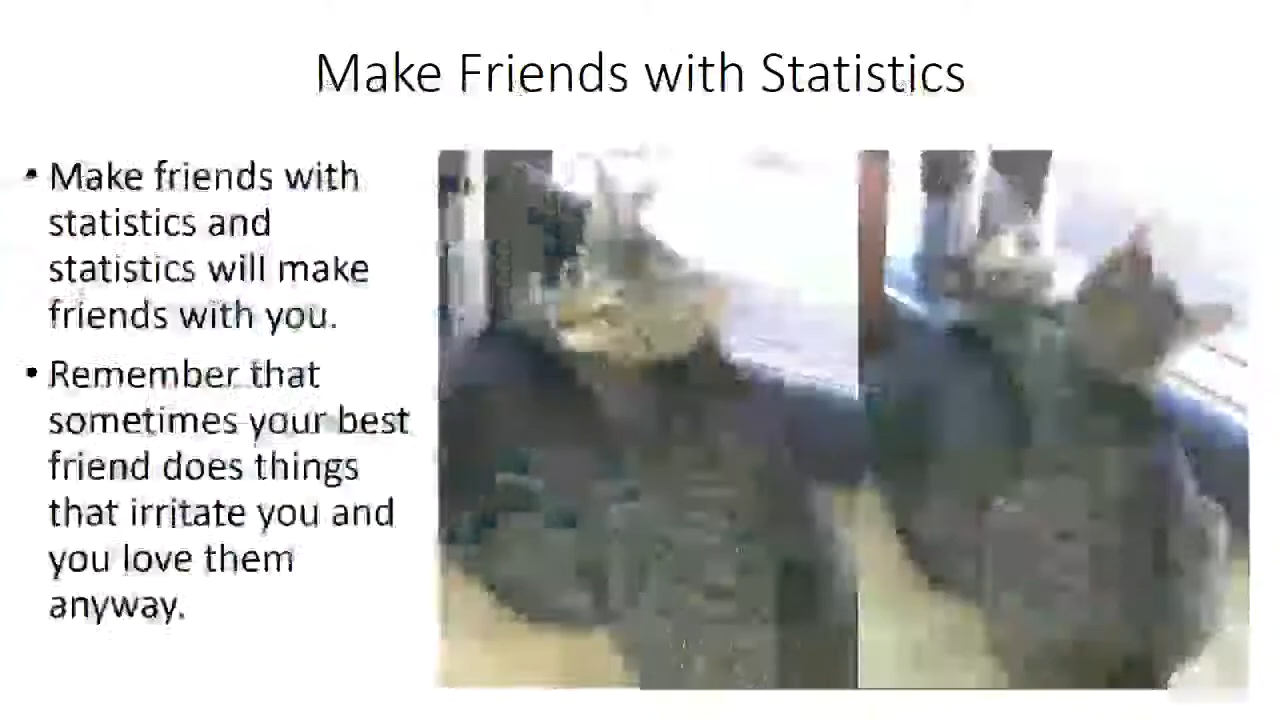 Make Friends with Statistics
• Make friends with
statistics and
statistics will make
friends with you.
• Remember that
sometimes your best
friend does things
that irritate you and
you love them
anyway.